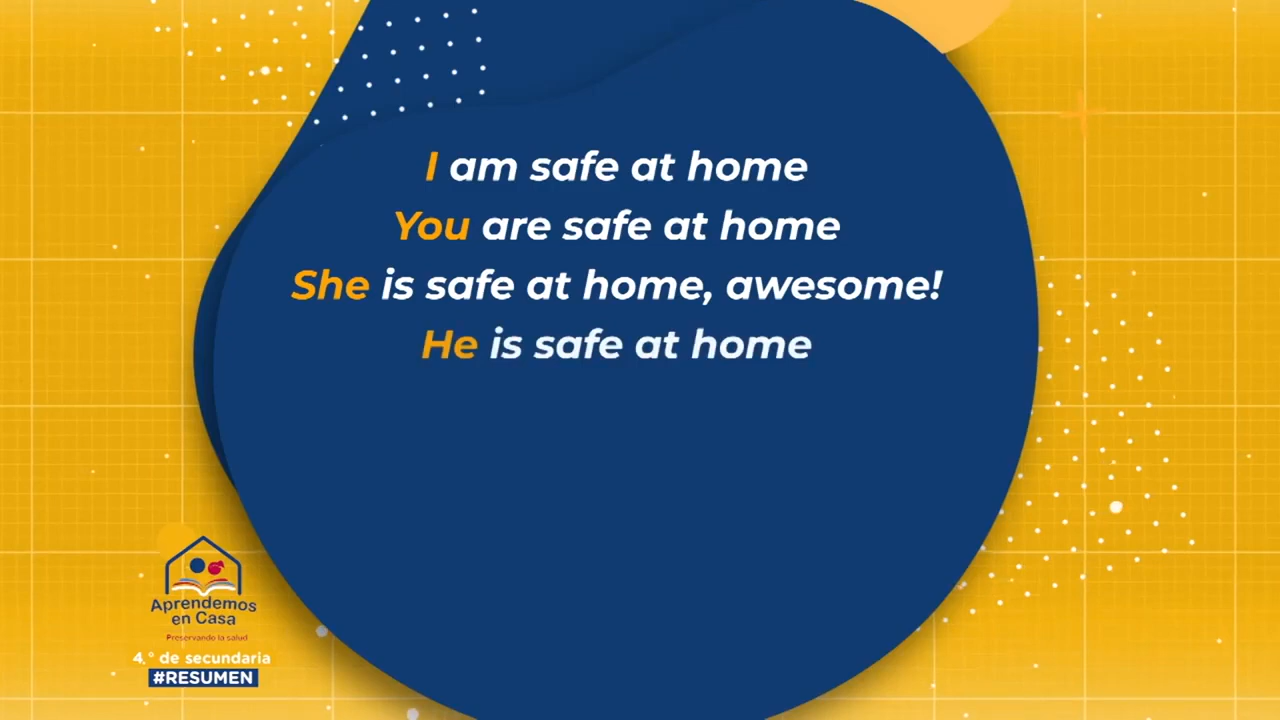 I am safe at home
You are safe at home
She is safe at home, awesome!
He is safe at home
Aprendemos
en Casa
Preservando la salud
4.° de secundaria
#RESUMEN